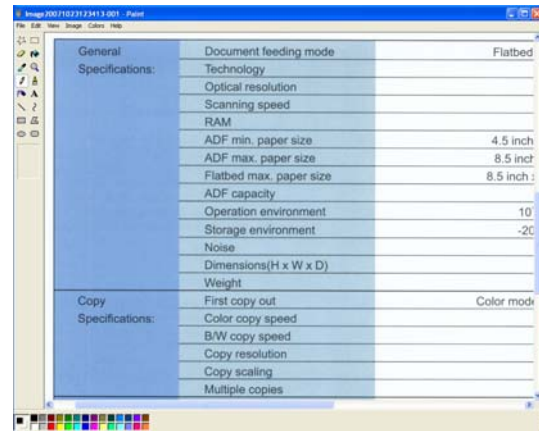 Image20071023123413-001 - Paint
File Edit View Image Colors Help
General Document feeding mode Flatbed
Specifications: Technology
Optical resolution
Scanning speed
RAM
ADF min. paper size 4.5 inch
ADF max. paper size 8.5 inch
Flatbed max. paper size 8.5 inch :
ADF capacity
Operation environment 10
Storage environment -20
Noise
Dimensions(H x W x D)
Weight
Copy First copy out Color mode
Specifications: Color copy speed
B/W copy speed
Copy resolution
Copy scaling
Multiple copies